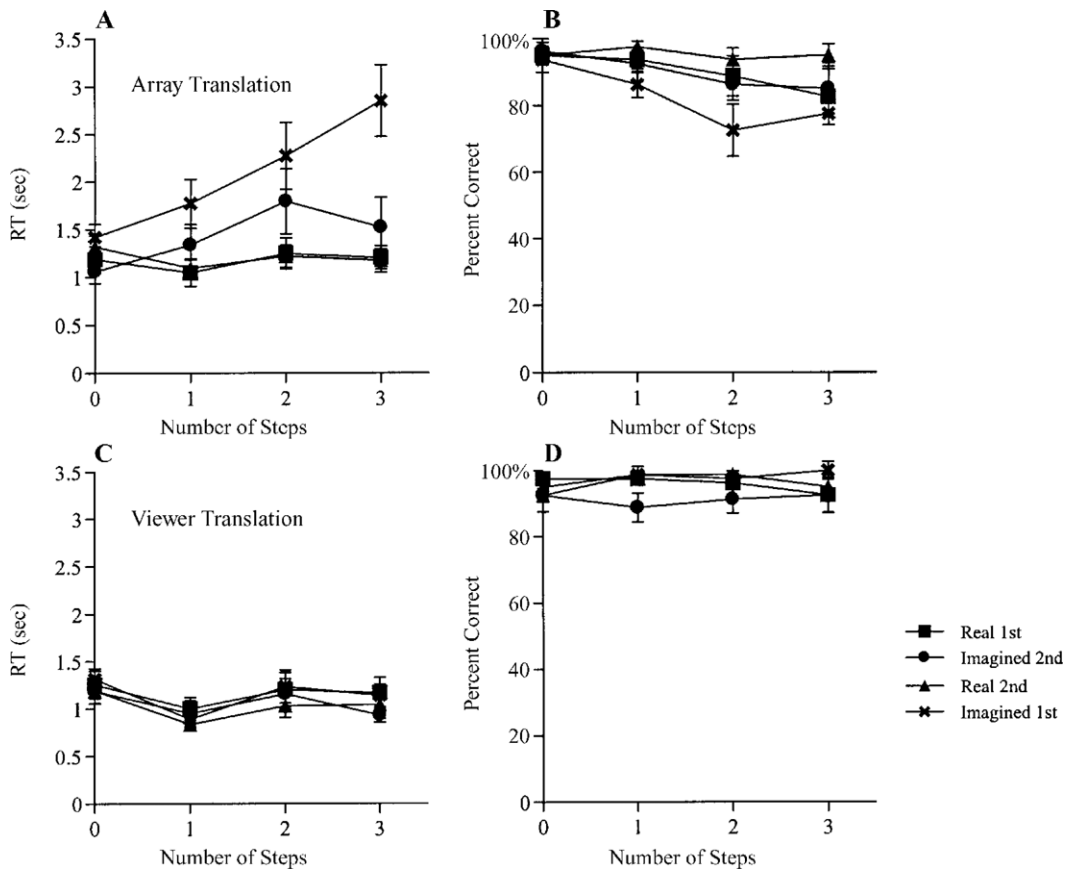 A
3.5
3
2.5
2
1.5
1
0.5
0
RT (sec)
Array Translation
0 1 2 3
Number of Steps
B
100%
80
60
40
20
0
Percent Correct
0 1 2 3
Number of Steps
C
3.5
3
2.5
2
1.5
1
0.5
0
RT (sec)
Viewer Translation
0 1 2 3
Number of Steps
D
100%
80
60
40
20
0
Percent Correct
0 1 2 3
Number of Steps
Real 1st
Imagined 2nd
Real 2nd
Imagined 1st